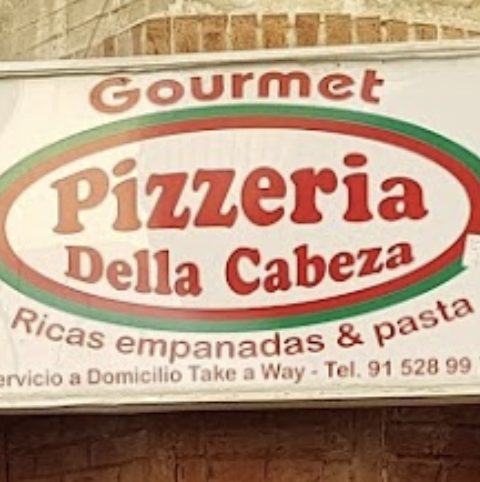 Gourmet
Pizzeria
Della Cabeza
Ricas empanadas & pasta
ervicio a Domicilio Take a Way - Tel. 91 528 99